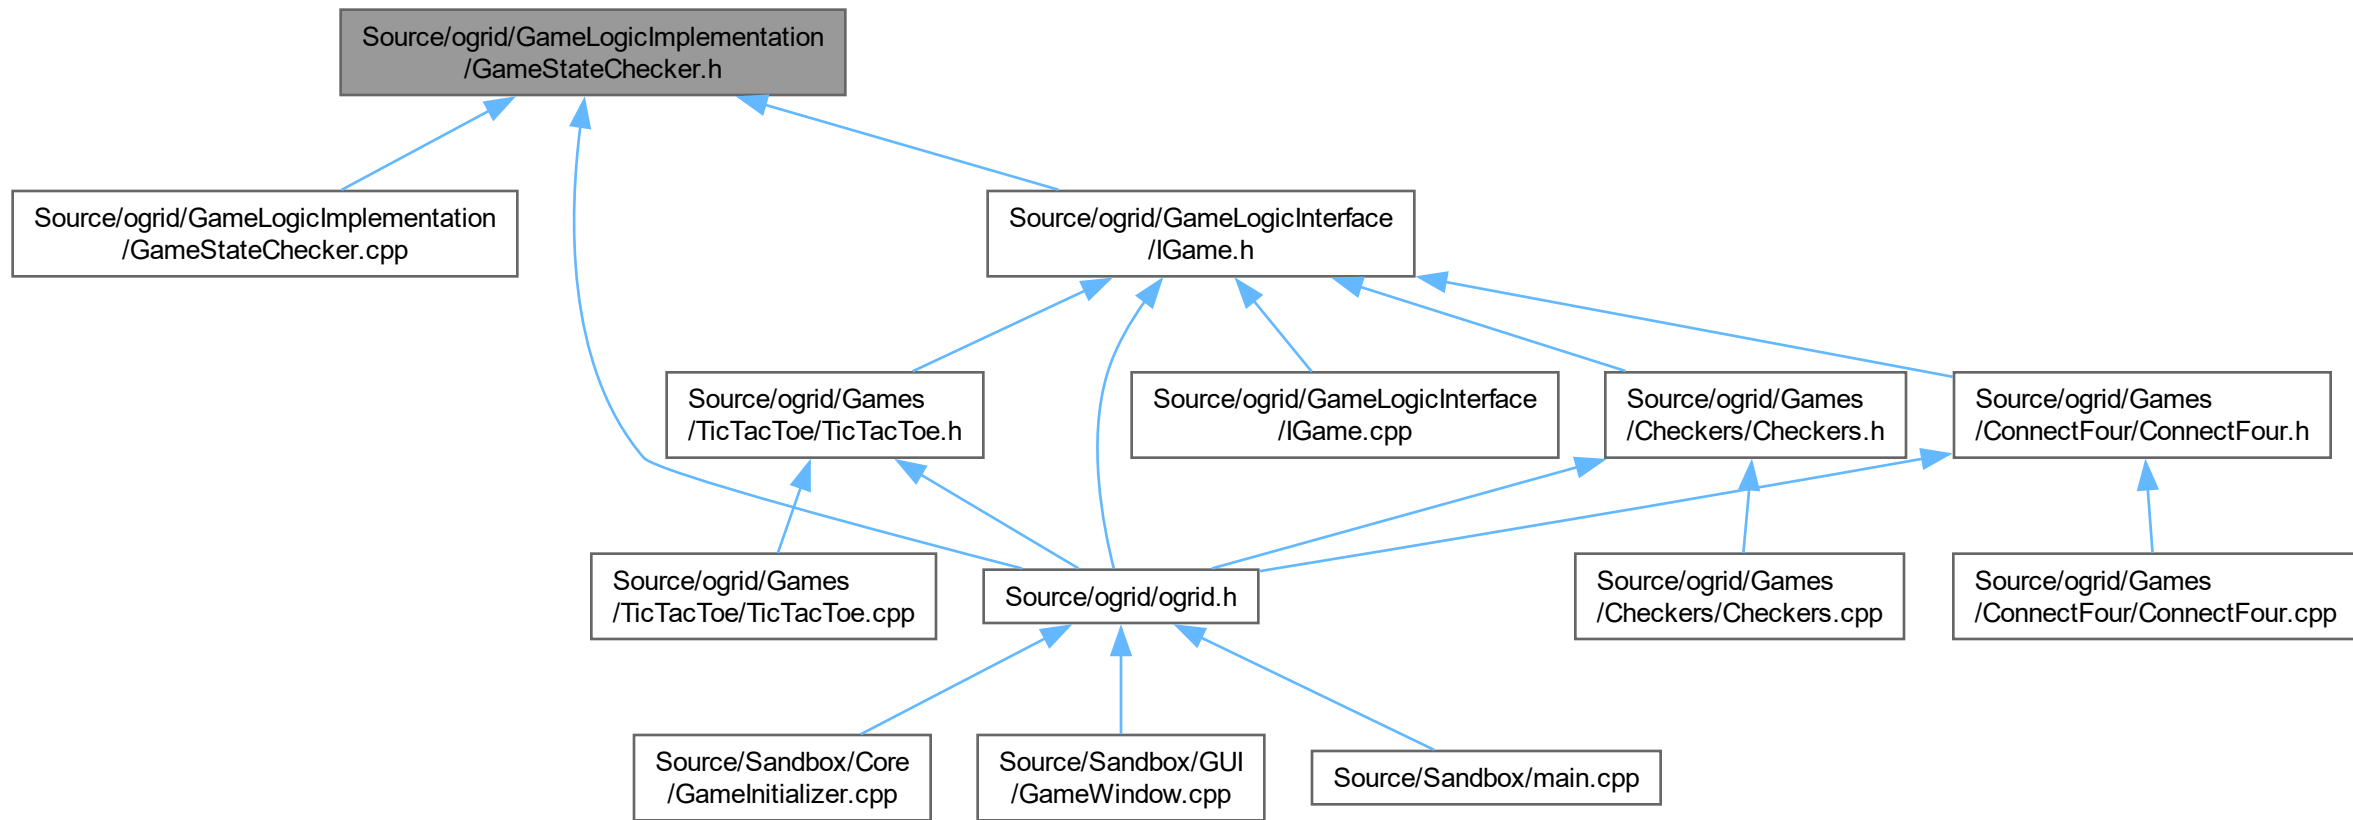 Source/ogrid/GameLogicImplementation
/GameStateChecker.h
Source/ogrid/GameLogicImplementation
/GameStateChecker.cpp
Source/ogrid/GameLogicInterface
/IGame.h
Source/ogrid/Games
/TicTacToe/TicTacToe.h
Source/ogrid/GameLogicInterface
/IGame.cpp
Source/ogrid/Games
/Checkers/Checkers.h
Source/ogrid/Games
/ConnectFour/ConnectFour.h
Source/ogrid/Games
/TicTacToe/TicTacToe.cpp
Source/ogrid/ogrid.h
Source/ogrid/Games
/Checkers/Checkers.cpp
Source/ogrid/Games
/ConnectFour/ConnectFour.cpp
Source/Sandbox/Core
/GameInitializer.cpp
Source/Sandbox/GUI
/GameWindow.cpp
Source/Sandbox/main.cpp